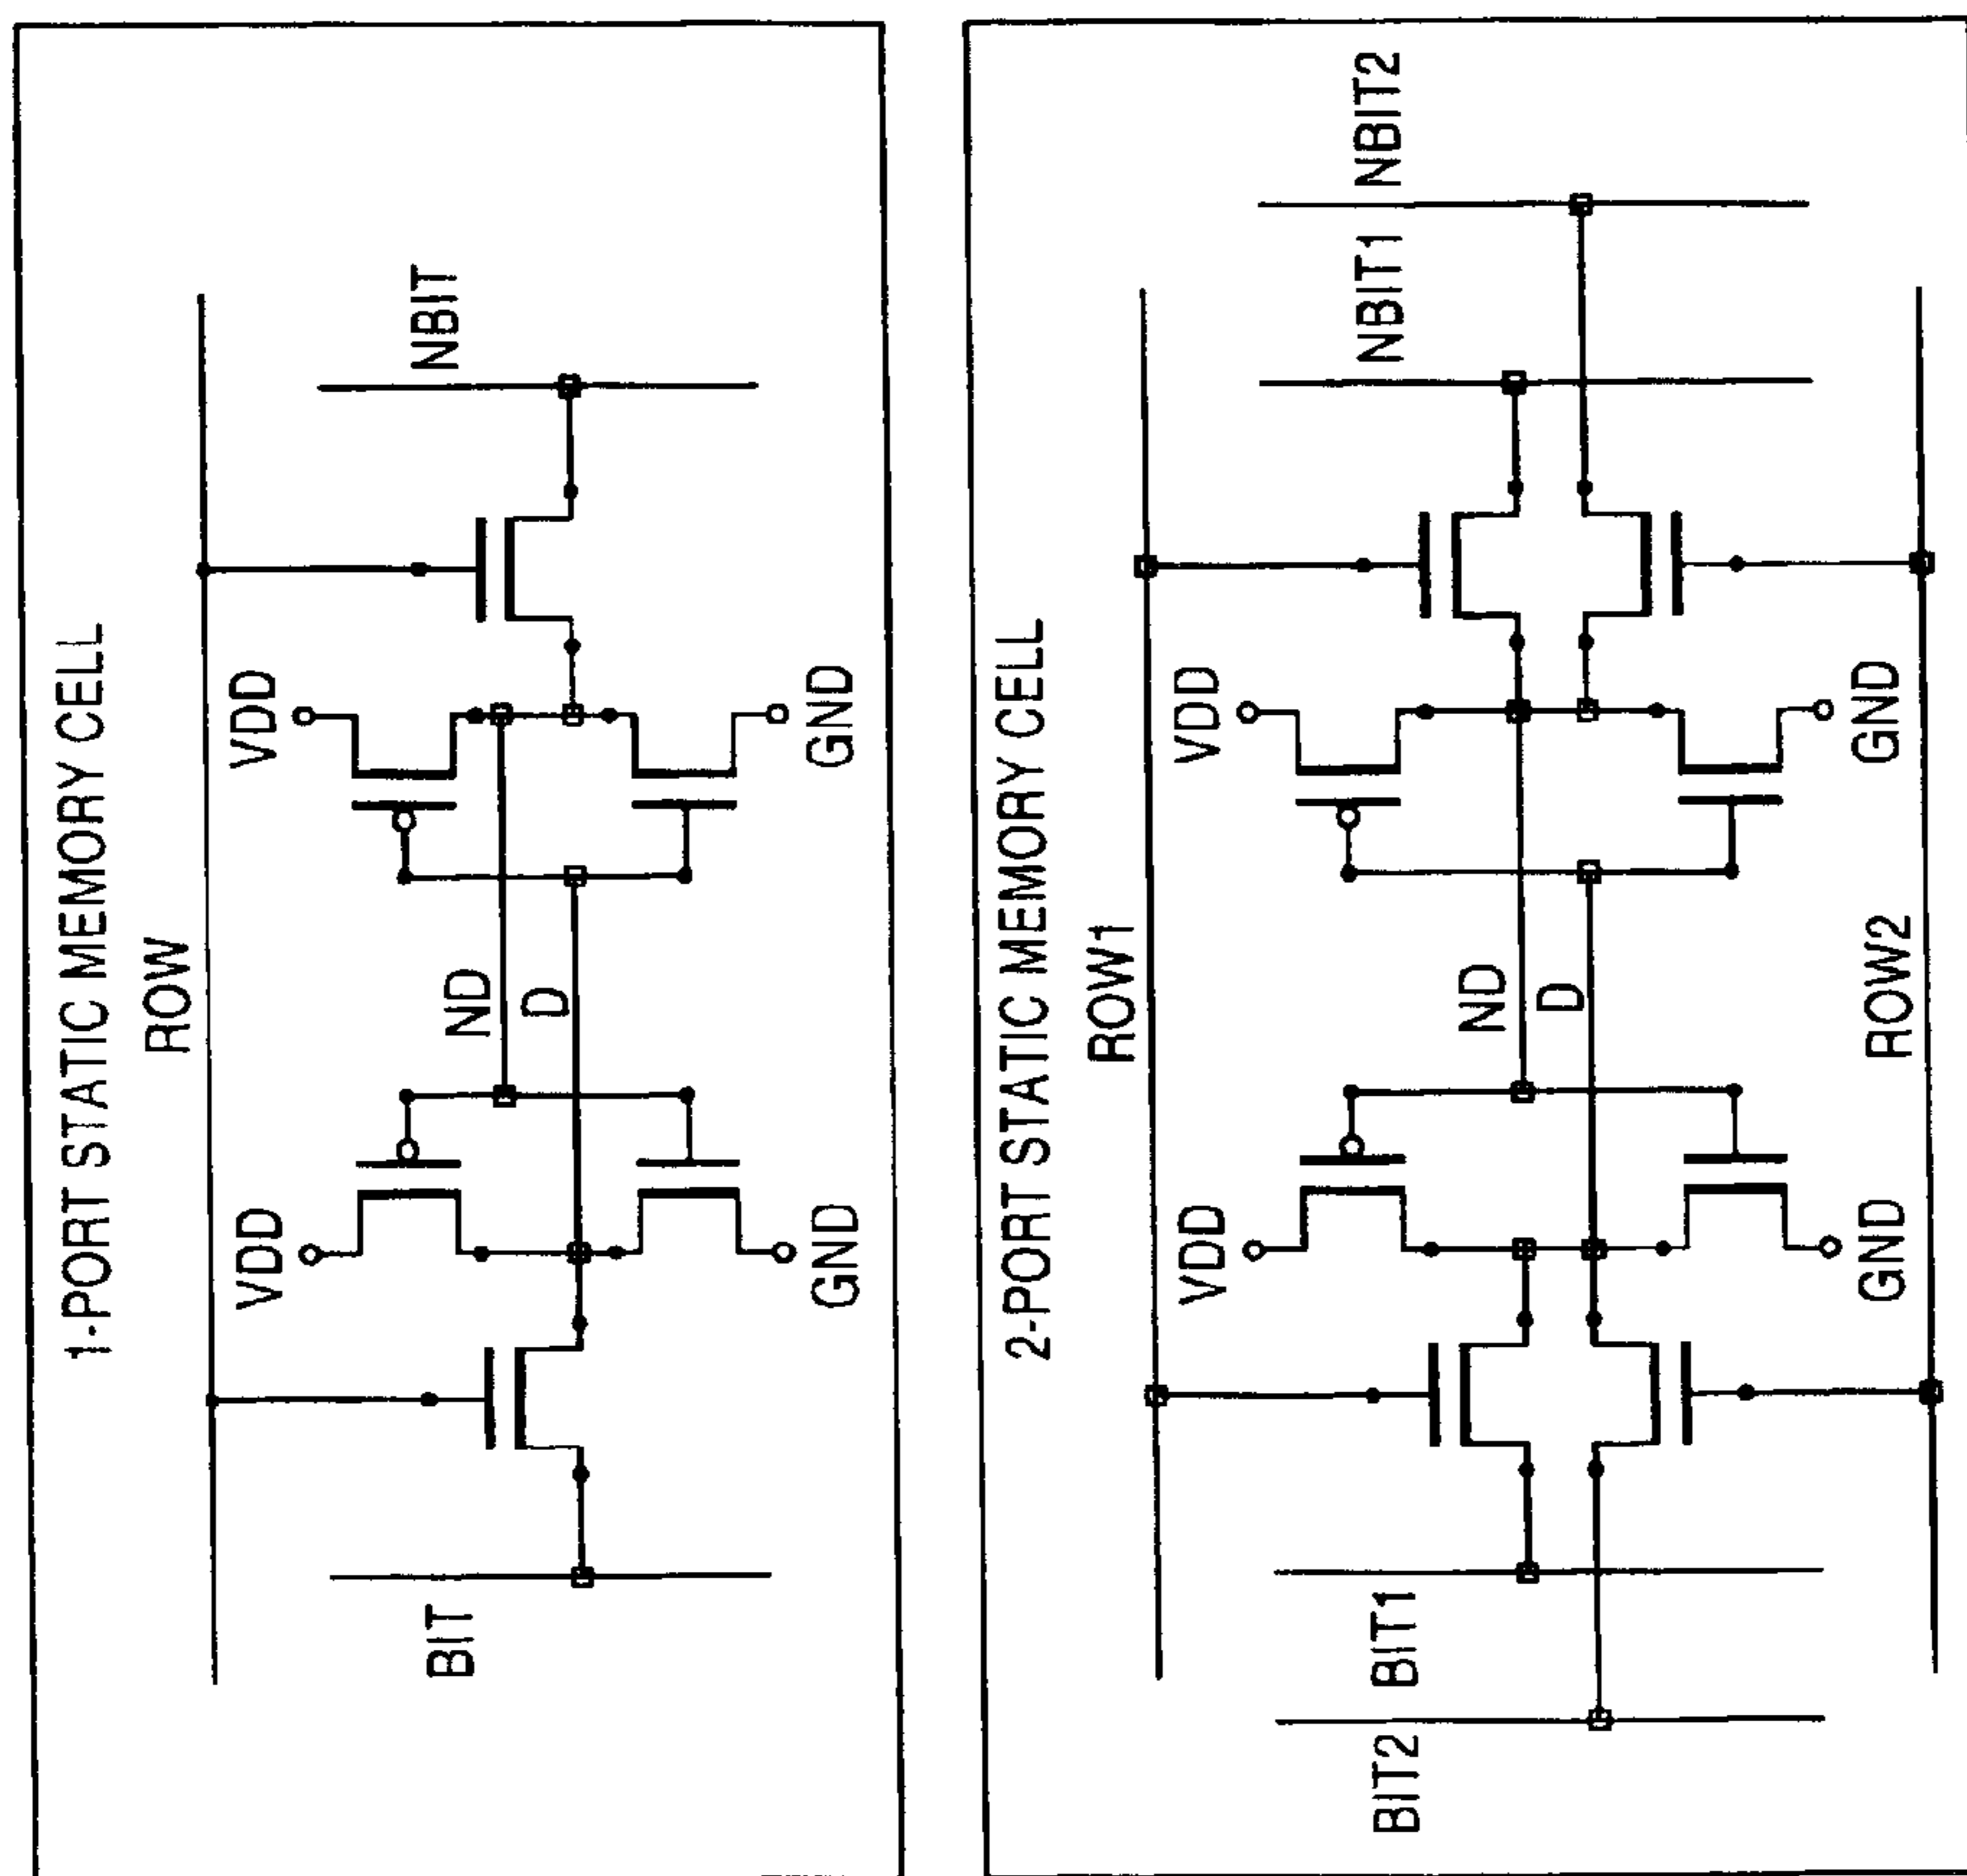 1-PORT STATIC MEMORY CELL
ROW
VDD
VDD
BIT
NBIT
ND
D
GND
GND
2-PORT STATIC MEMORY CELL
ROW1
VDD
VDD
BIT2
BIT1
NBIT1
NBIT2
ND
D
GND
GND
ROW2